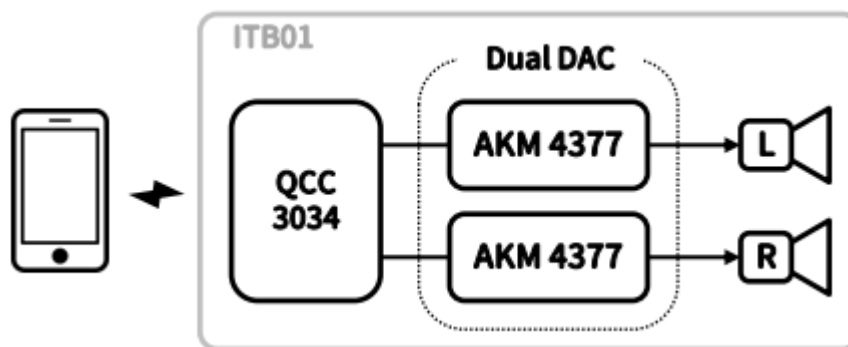 ITB01
Dual DAC
QCC
3034
AKM 4377
L
AKM 4377
R